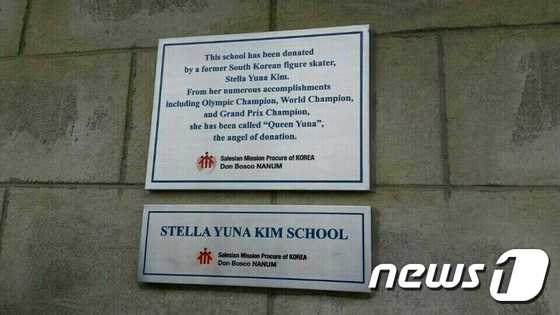 This school has been donated
by a former South Korean figure skater,
Stella Yuna Kim.
From her numerous accomplishments
including Olympic Champion, World Champion,
and Grand Prix Champion,
she has been called “Queen Yuna”,
the angel of donation.
Salesian Mission Procure of KOREA
Don Bosco NANUM
STELLA YUNA KIM SCHOOL
Salesian Mission Procure of KOREA
Don Bosco NANUM
news1